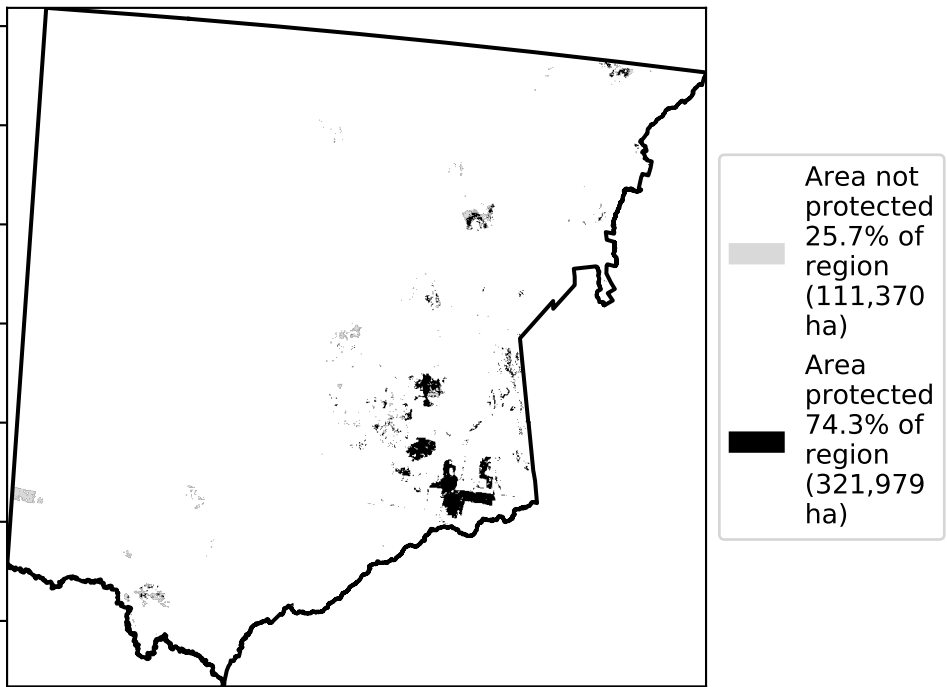 Area not
protected
25.7% of
region
(111,370
ha)
Area
protected
74.3% of
region
(321,979
ha)